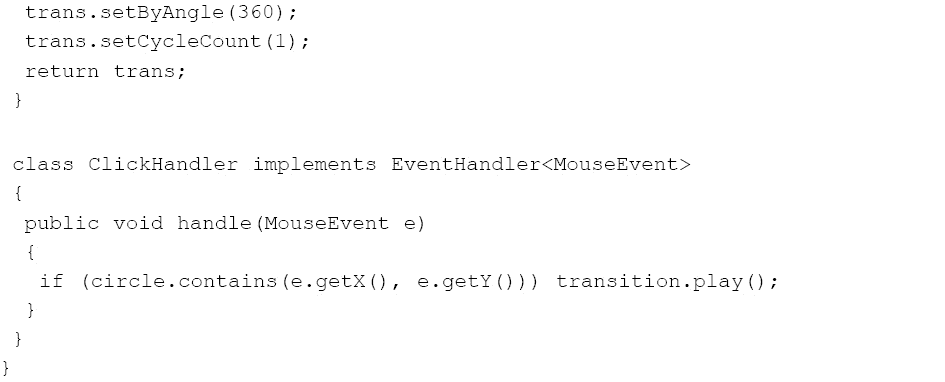 trans.setByAngle(360);
trans.setCycleCount(1);
return trans;
}
class ClickHandler implements EventHandler<MouseEvent>
{
public void handle(MouseEvent e)
{
if (circle.contains(e.getX(), e.getY())) transition.play();
}
}
}